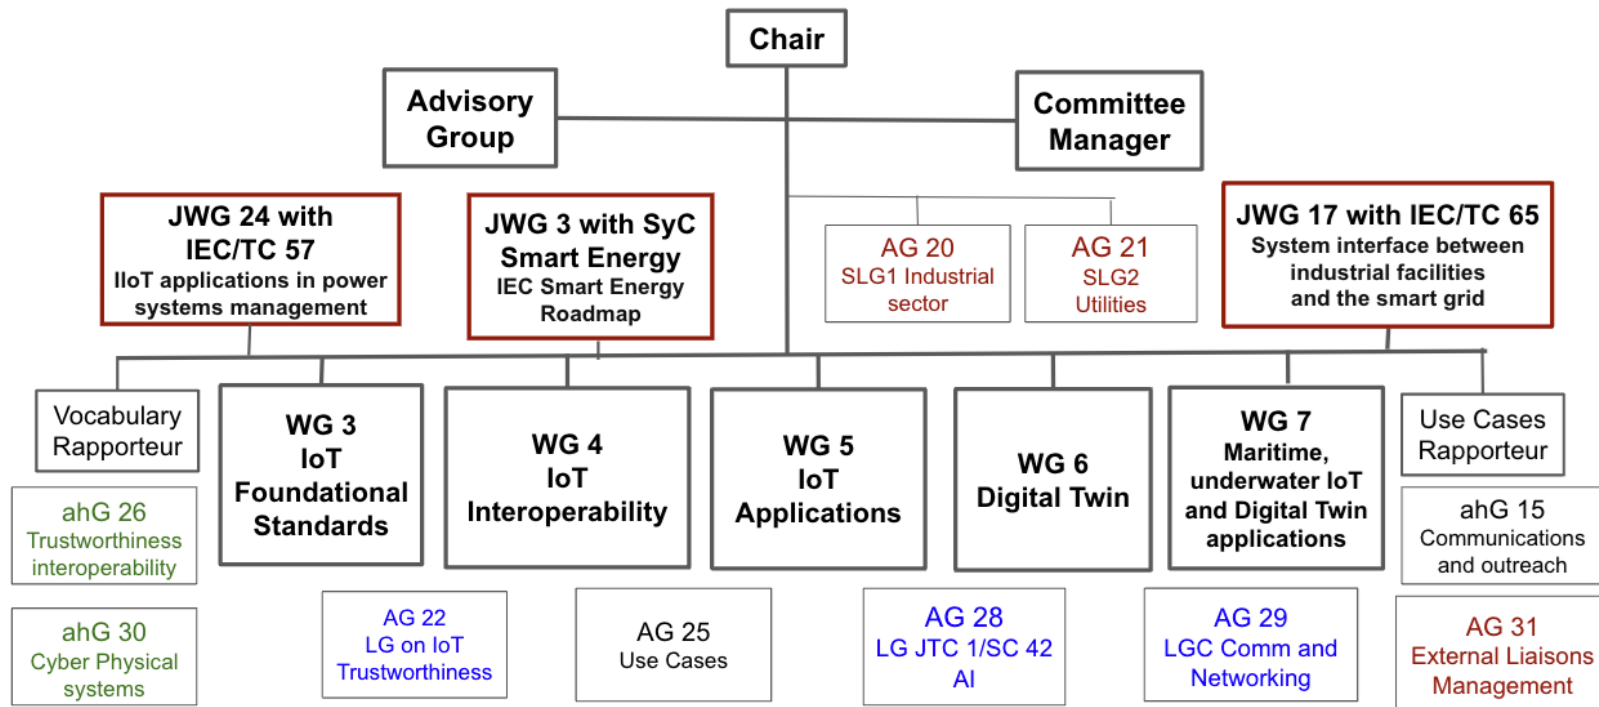 Chair
Advisory
Group
Committee
Manager
JWG 24 with
IEC/TC 57
IIoT applications in power
systems management
JWG 3 with SyC
Smart Energy
IEC Smart Energy
Roadmap
AG 20
SLG1 Industrial
sector
AG 21
SLG2
Utilities
JWG 17 with IEC/TC 65
System interface between
industrial facilities
and the smart grid
Vocabulary
Rapporteur
WG 3
IoT
Foundational
Standards
WG 4
IoT
Interoperability
WG 5
IoT
Applications
WG 6
Digital Twin
WG 7
Maritime,
underwater IoT
and Digital Twin
applications
Use Cases
Rapporteur
ahG 26
Trustworthiness
interoperability
ahG 15
Communications
and outreach
ahG 30
Cyber Physical
systems
AG 22
LG on IoT
Trustworthiness
AG 25
Use Cases
AG 28
LG JTC 1/SC 42
AI
AG 29
LGC Comm and
Networking
AG 31
External Liaisons
Management